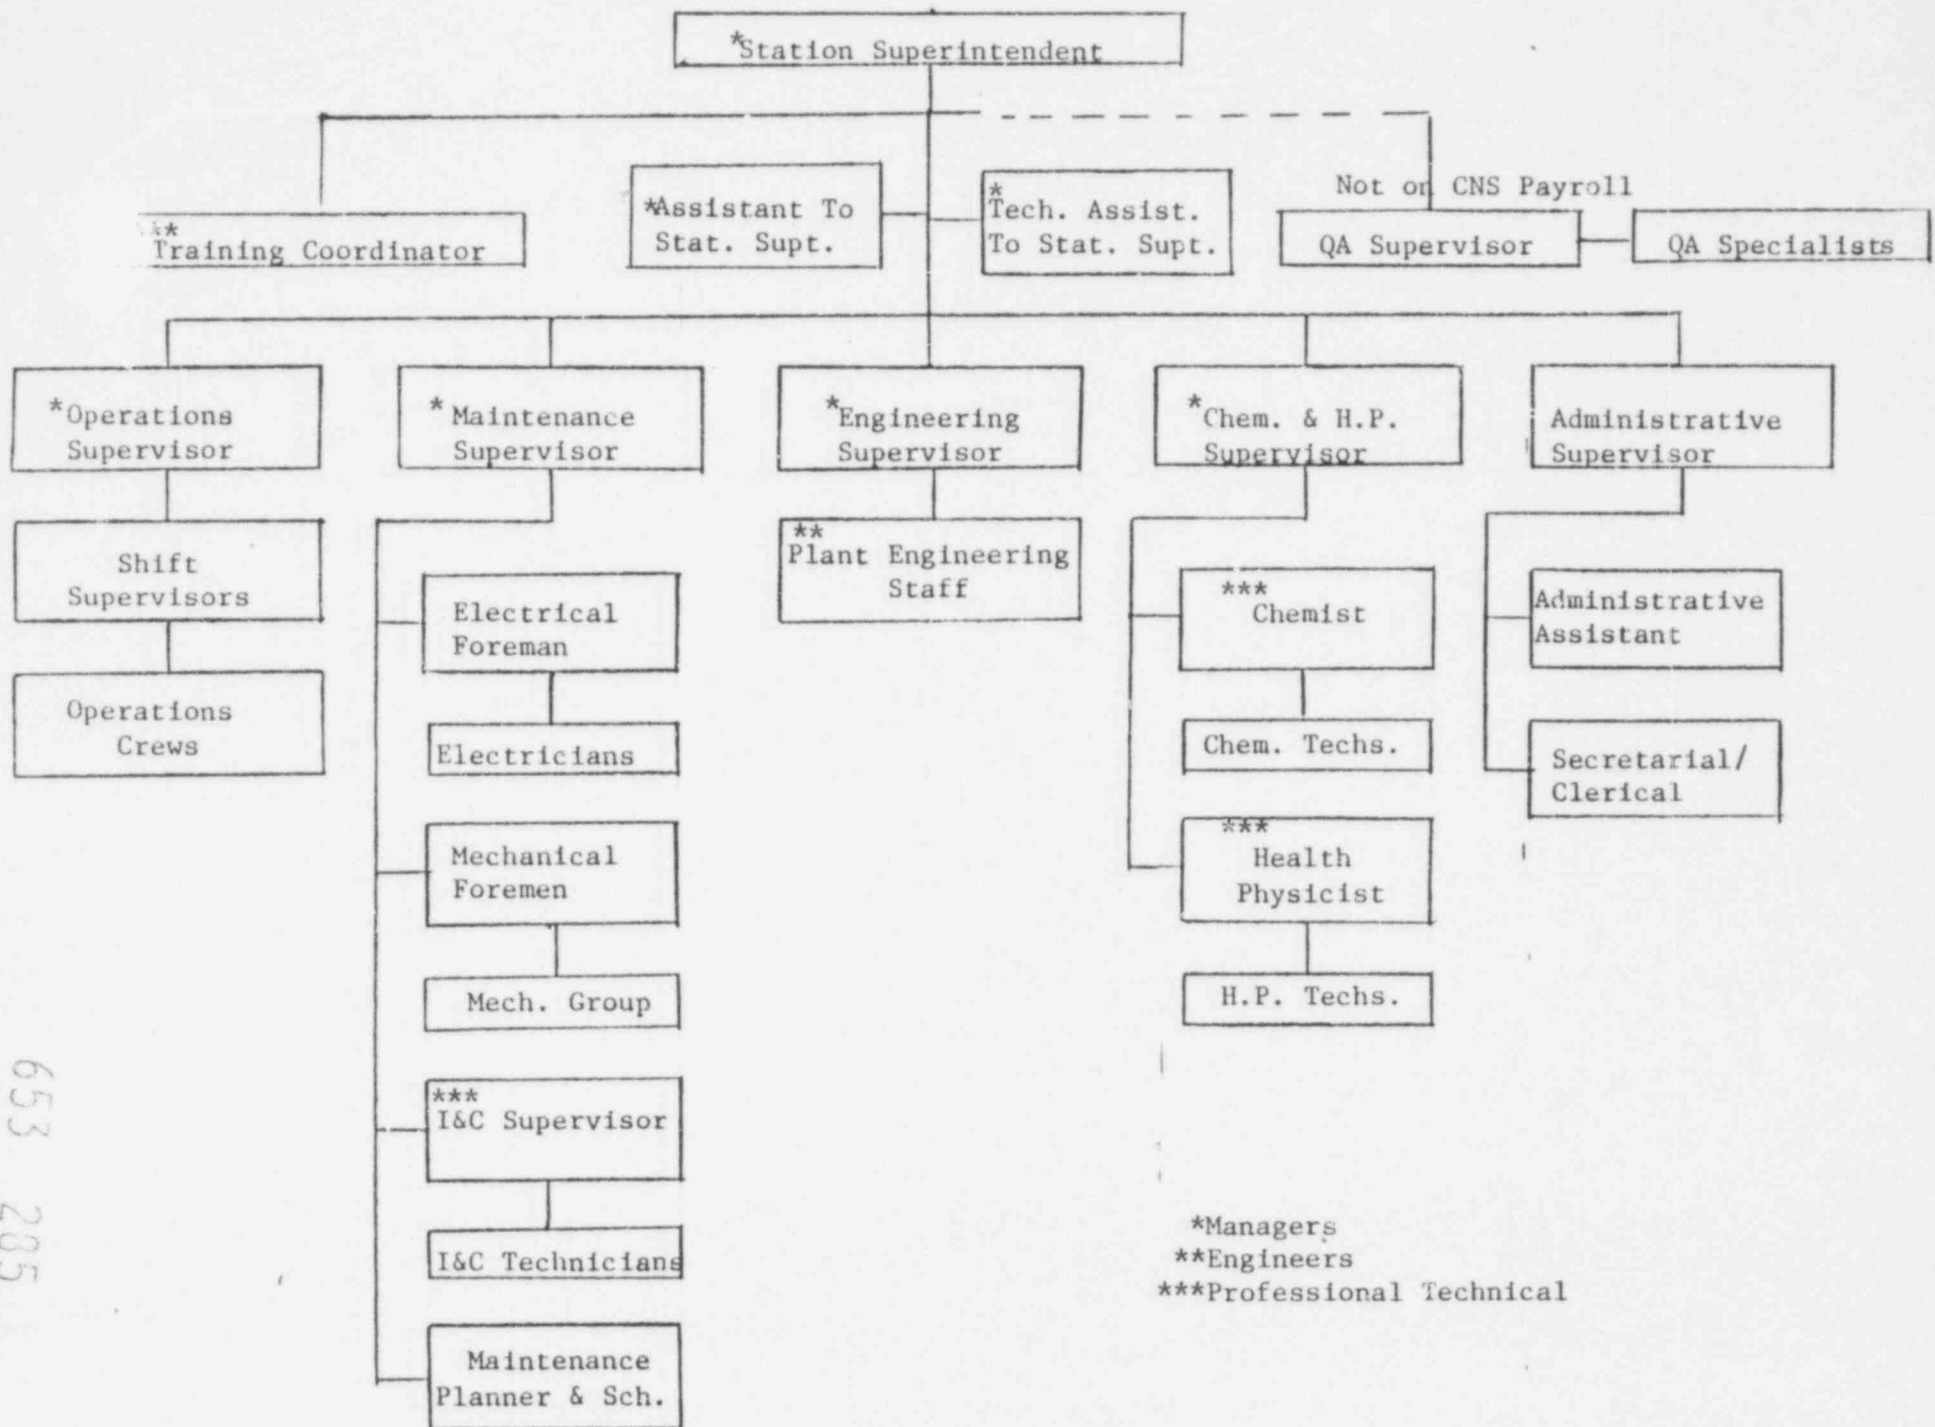 *Station Superintendent
**
Training Coordinator
*Assistant To
Stat. Supt.
*
Tech. Assist.
To Stat. Supt.
Not on CNS Payroll
QA Supervisor
QA Specialists
*Operations
Supervisor
*Maintenance
Supervisor
*Engineering
Supervisor
*Chem. & H.P.
Supervisor
Administrative
Supervisor
Shift
Supervisors
Operations
Crews
Electrical
Foreman
Electricians
Mechanical
Foremen
Mech. Group
***
I&C Supervisor
I&C Technicians
Maintenance
Planner & Sch.
**
Plant Engineering
Staff
***
Chemist
Chem. Techs.
***
Health
Physicist
H.P. Techs.
Administrative
Assistant
Secretarial/
Clerical
*Managers
**Engineers
***Professional Technical
653 285